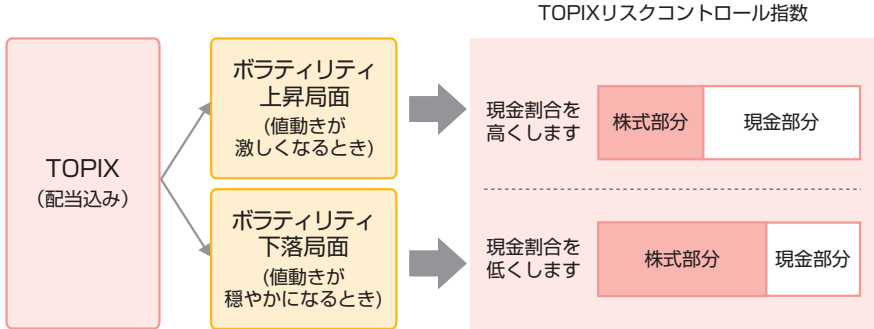 TOPIXリスクコントロール指数
TOPIX
（配当込み）
ボラティリティ
上昇局面
(値動きが
激しくなるとき)
現金割合を
高くします
株式部分
現金部分
ボラティリティ
下落局面
(値動きが
穏やかになるとき)
現金割合を
低くします
株式部分
現金部分